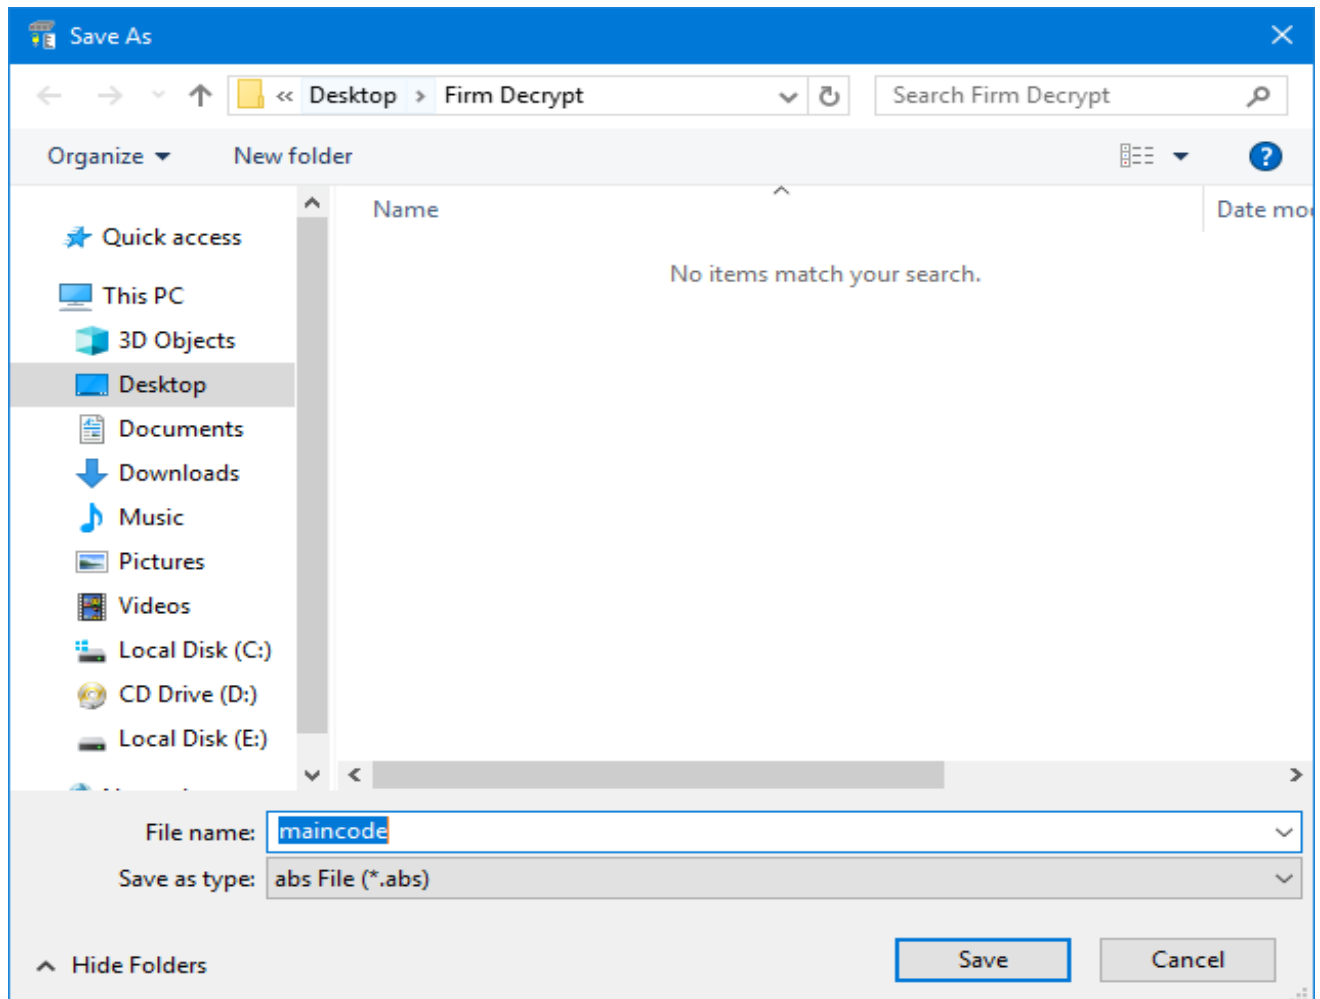 Save As
« Desktop > Firm Decrypt
Search Firm Decrypt
Organize
New folder
?
Name
Date mo
No items match your search.
Quick access
This PC
3D Objects
Desktop
Documents
Downloads
Music
Pictures
Videos
Local Disk (C:)
CD Drive (D:)
Local Disk (E:)
File name: maincode
Save as type: abs File (*.abs)
Hide Folders
Save
Cancel